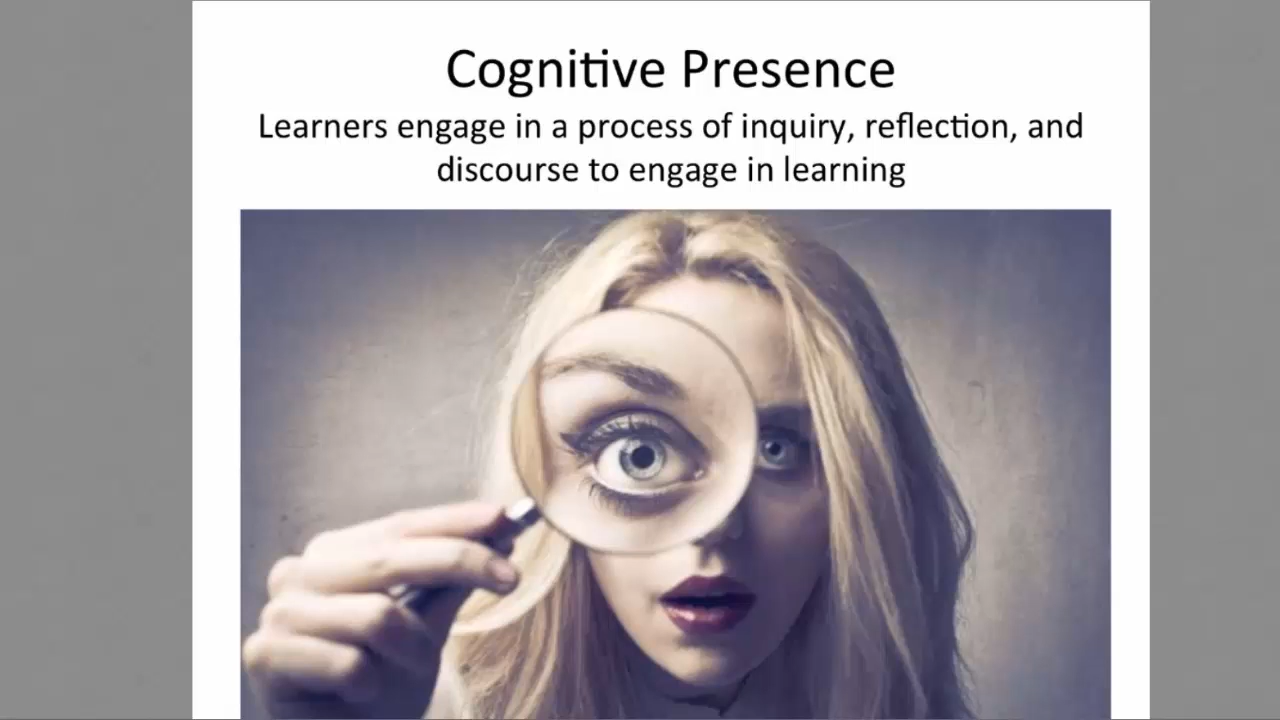 Cognitive Presence
Learners engage in a process of inquiry, reflection, and
discourse to engage in learning